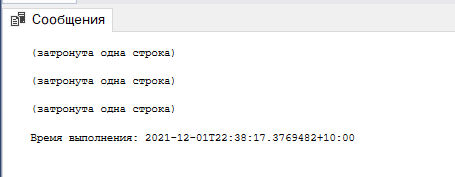 Сообщения
(затронута одна строка)
(затронута одна строка)
(затронута одна строка)
Время выполнения: 2021-12-01T22:38:17.3769482+10:00